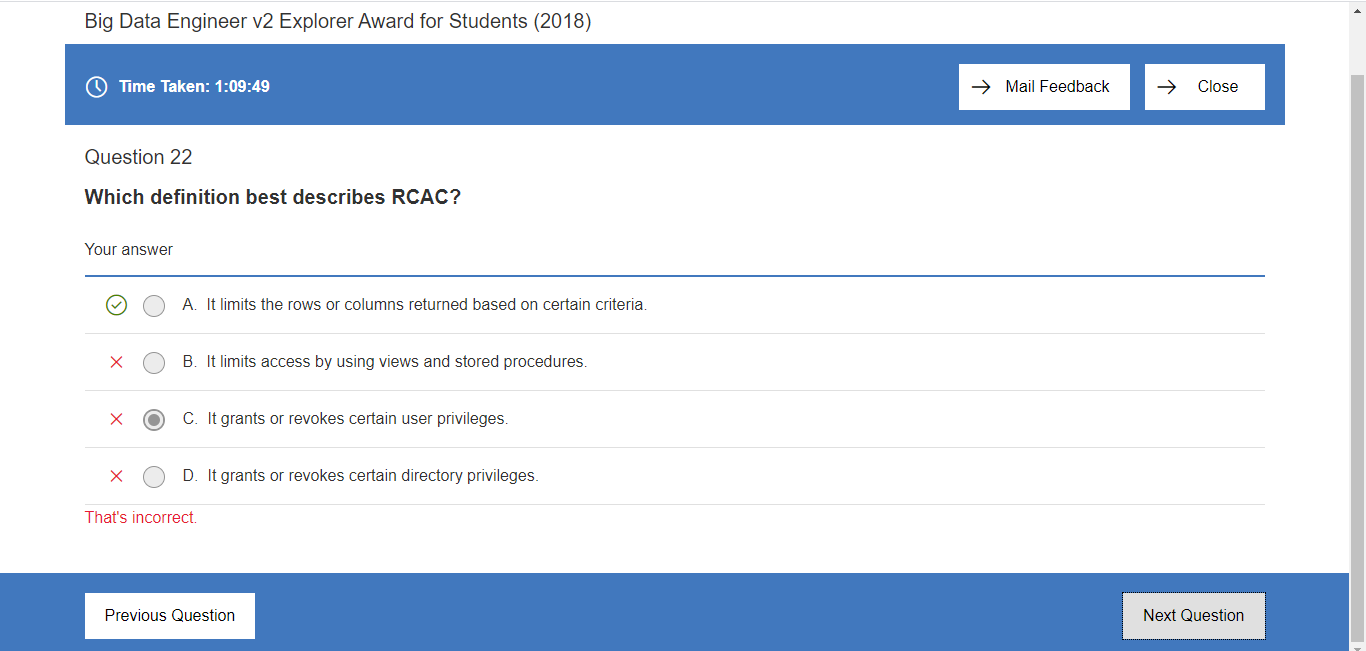 Big Data Engineer v2 Explorer Award for Students (2018)
Time Taken: 1:09:49
Mail Feedback
Close
Question 22
Which definition best describes RCAC?
Your answer
A. It limits the rows or columns returned based on certain criteria.
B. It limits access by using views and stored procedures.
C. It grants or revokes certain user privileges.
D. It grants or revokes certain directory privileges.
That's incorrect.
Previous Question
Next Question